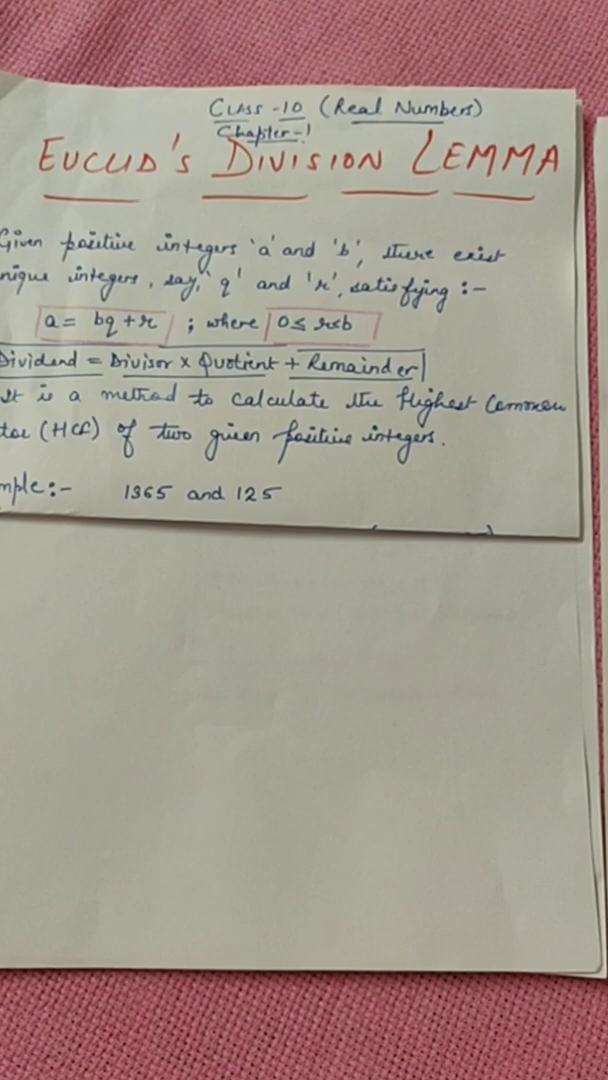 CLASS-10 (Real Numbers)
Chapter-1
EUCLID's DIVISION LEMMA
Given positive integers 'a' and 'b', there exist
nique integers, say, 'q' and 'r', satisfying :-
a = bq + r ; where 0 ≤ r < b
Dividend = Divisor x Quotient + Remainder
It is a method to calculate the Highest Common
tor (HCF) of two given positive integers.
mple:- 1365 and 125